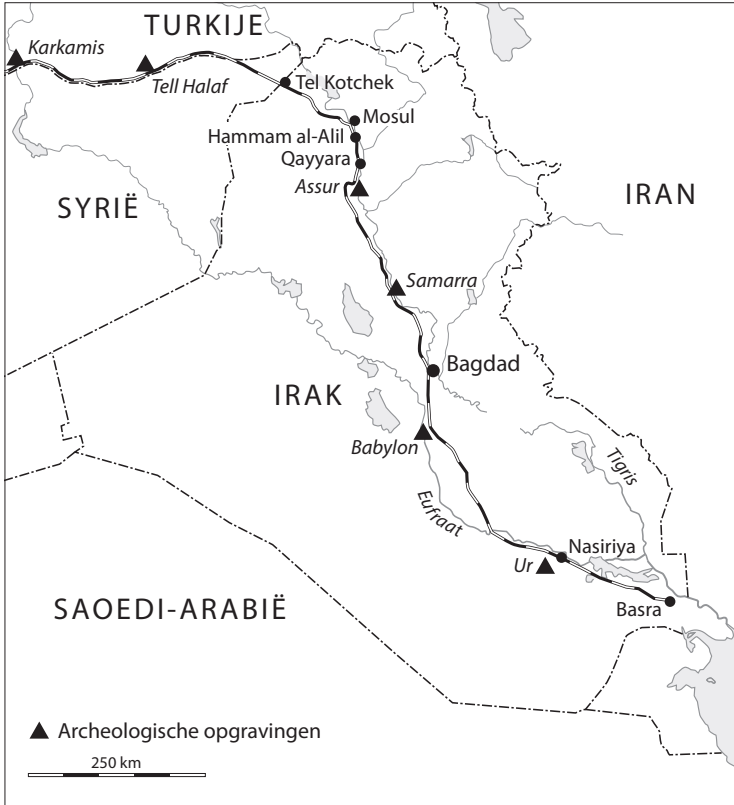 TURKIJE
Karkamis
Tell Halaf
Tel Kotchek
Mosul
Hammam al-Alil
Qayyara
Assur
SYRIË
IRAN
Samarra
Bagdad
IRAK
Babylon
Tigris
Eufraat
Nasiriya
Ur
Basra
SAOEDI-ARABIË
Archeologische opgravingen
250 km